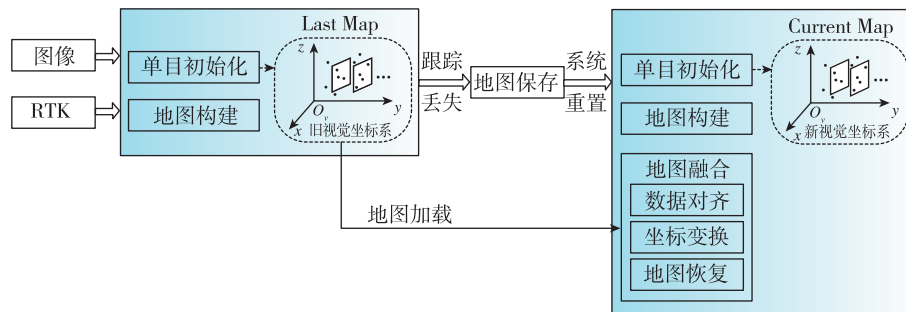 图像
RTK
Last Map
单目初始化
地图构建
z
y
x
Ov
...
旧视觉坐标系
跟踪
丢失
地图保存
系统
重置
Current Map
单目初始化
地图构建
z
y
x
Ov
...
新视觉坐标系
地图融合
数据对齐
坐标变换
地图恢复
地图加载